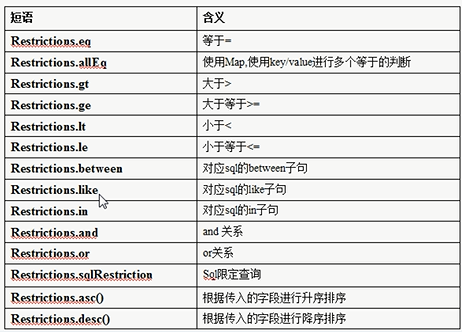 短语 含义
Restrictions.eq 等于=
Restrictions.allEq 使用Map,使用key/value进行多个等于的判断
Restrictions.gt 大于>
Restrictions.ge 大于等于>=
Restrictions.lt 小于<
Restrictions.le 小于等于<=
Restrictions.between 对应sql的between子句
Restrictions.like 对应sql的like子句
Restrictions.in 对应sql的in子句
Restrictions.and and 关系
Restrictions.or or关系
Restrictions.sqlRestriction Sql限定查询
Restrictions.asc() 根据传入的字段进行升序排序
Restrictions.desc() 根据传入的字段进行降序排序